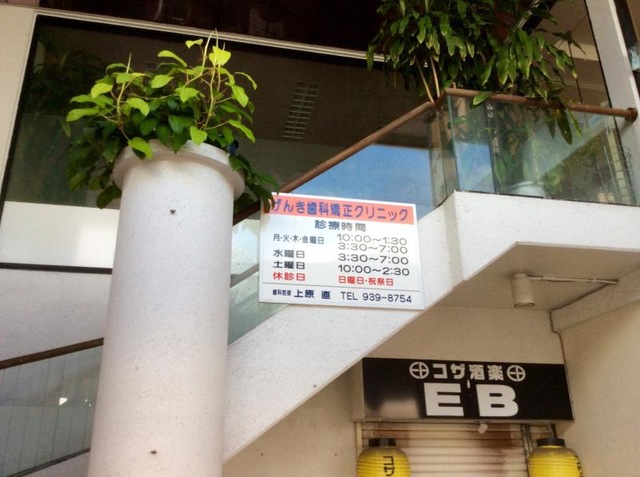 げんき歯科矯正クリニック
診療時間
月・火・木・金曜日 10:00〜1:30
3:30〜7:00
水曜日 3:30〜7:00
土曜日 10:00〜2:30
休診日 日曜日・祝祭日
歯科医師 上原 直 TEL 939-8754
コザ酒楽
E'B
コザ